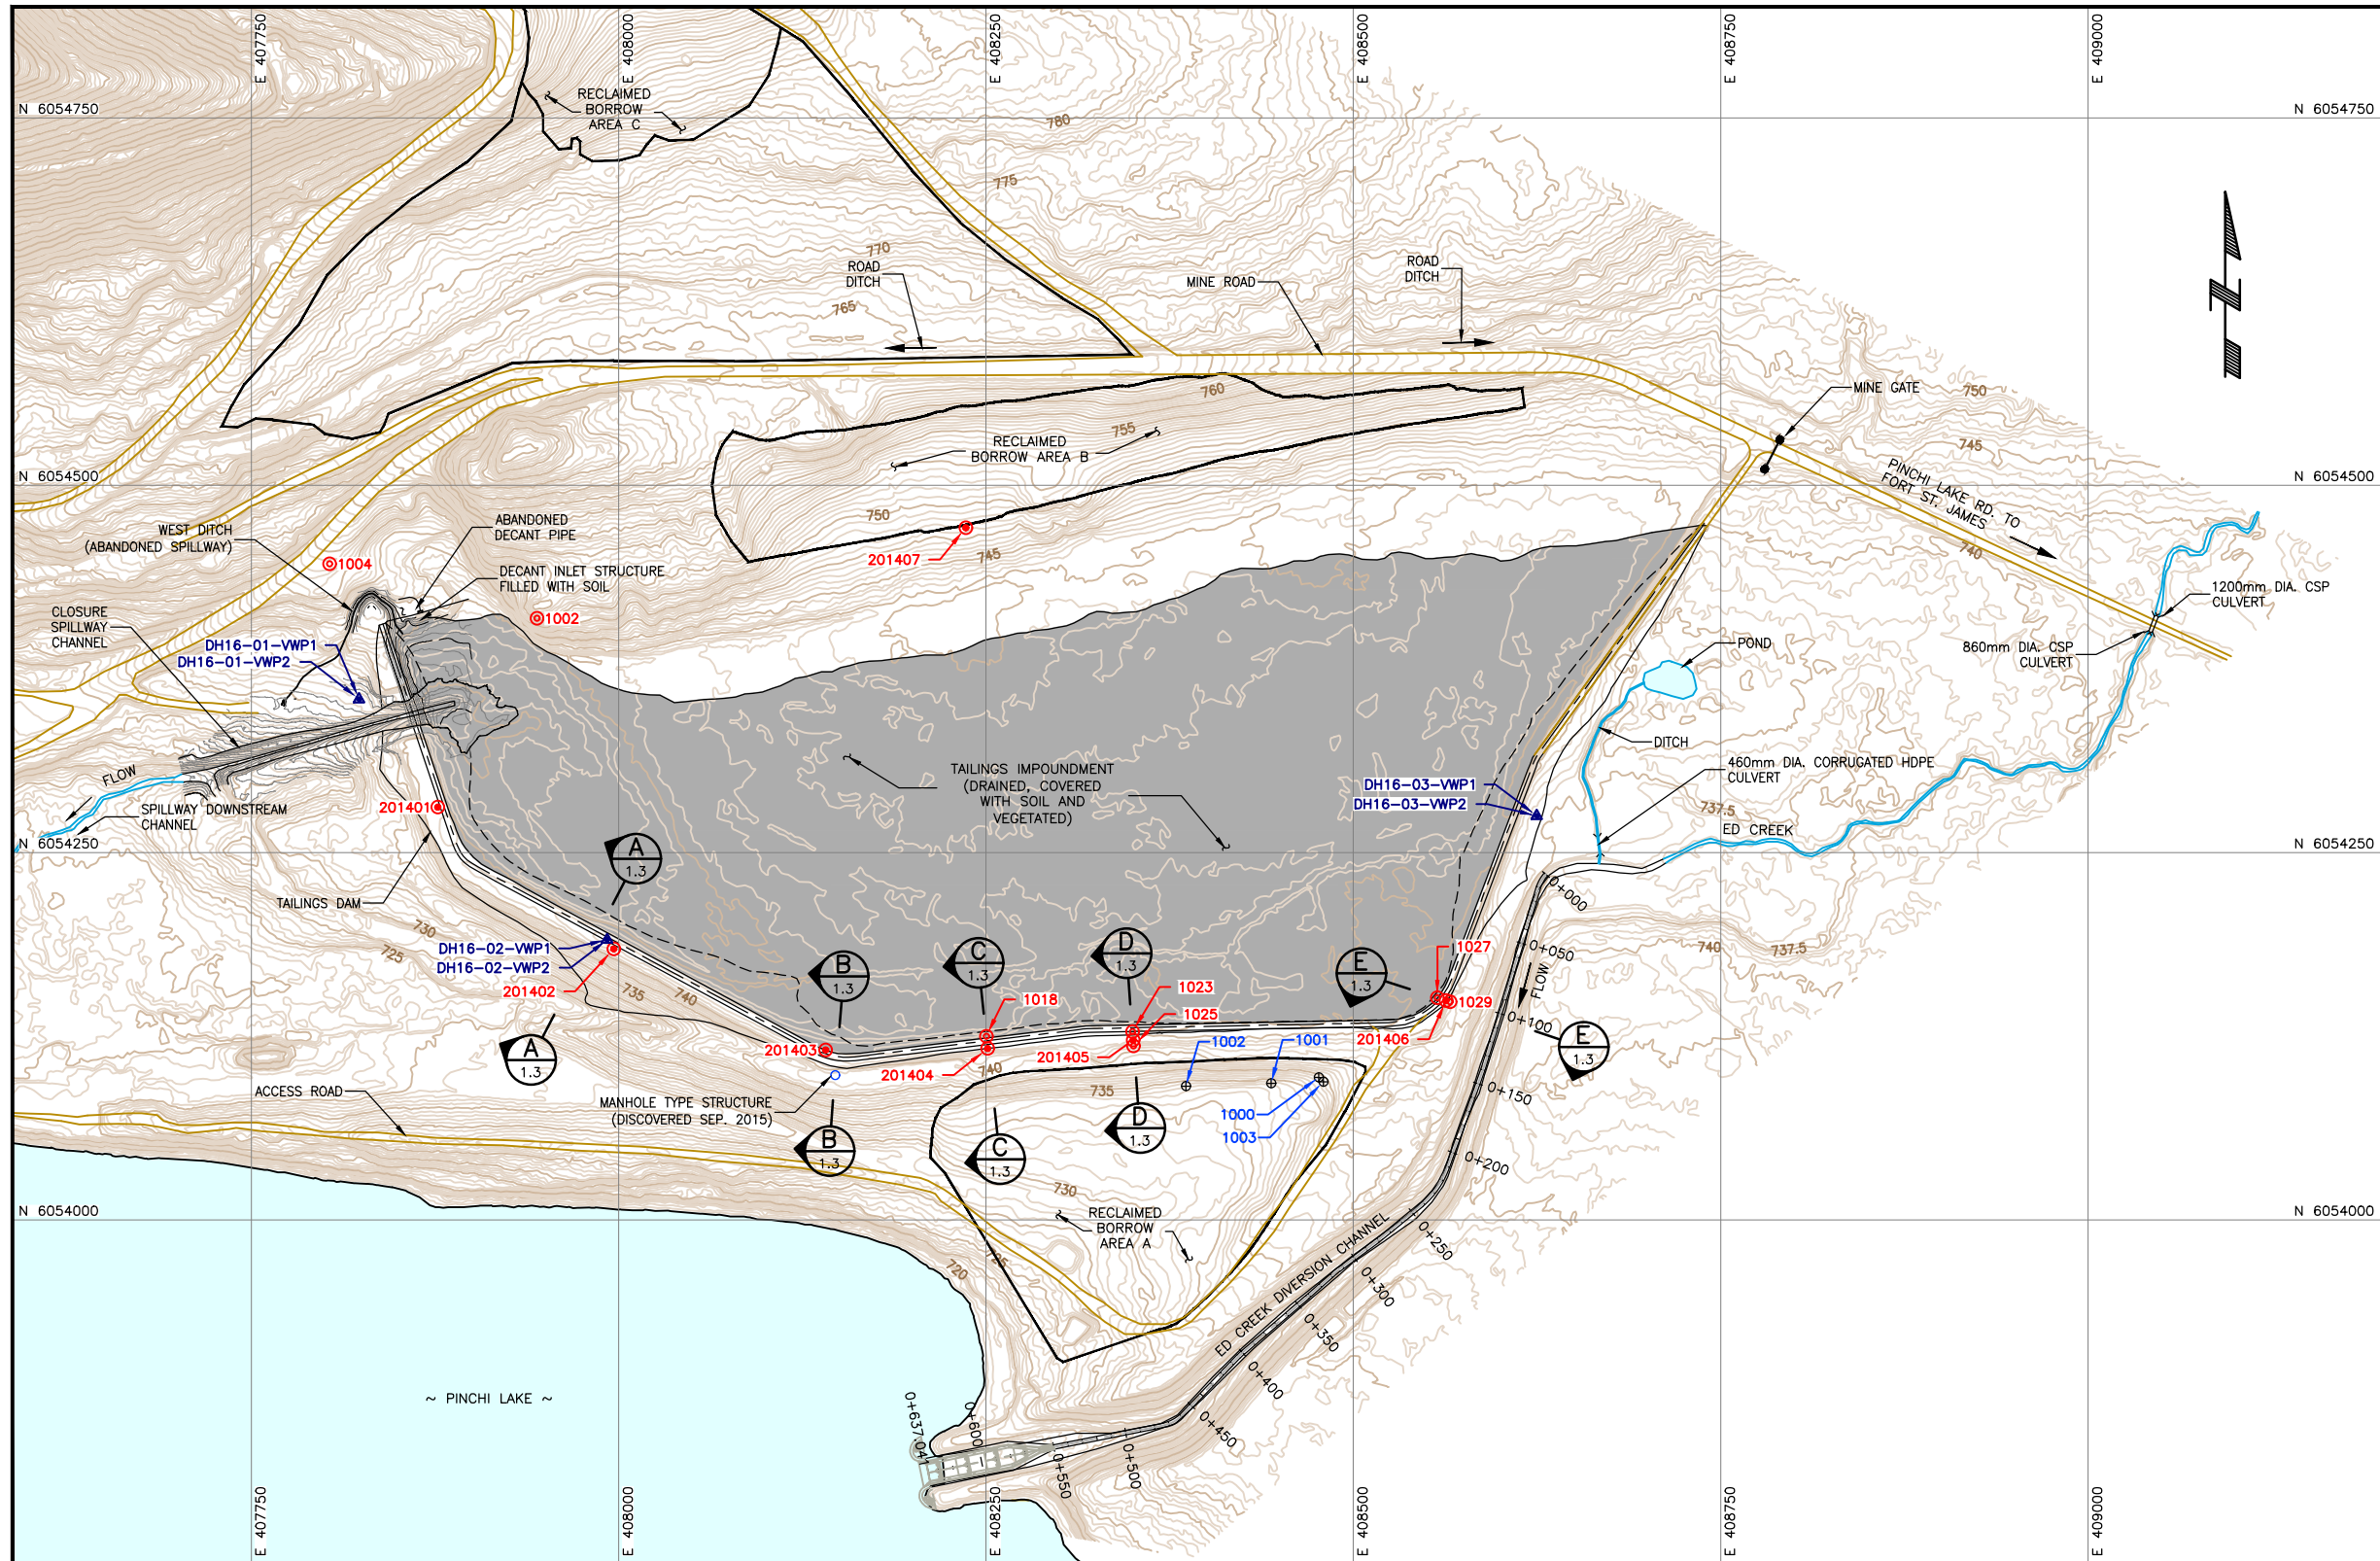 E 407750
E 408000
E 408250
E 408500
E 408750
E 409000
N 6054750
N 6054750
RECLAIMED
BORROW
AREA C
780
775
770
765
ROAD
DITCH
MINE ROAD
ROAD
DITCH
760
755
750
745
RECLAIMED
BORROW AREA B
MINE GATE
750
745
740
PINCHI LAKE RD. TO
FORT ST. JAMES
N 6054500
N 6054500
WEST DITCH
(ABANDONED SPILLWAY)
ABANDONED
DECANT PIPE
DECANT INLET STRUCTURE
FILLED WITH SOIL
1004
1002
201407
CLOSURE
SPILLWAY
CHANNEL
DH16-01-VWP1
DH16-01-VWP2
1200mm DIA. CSP
CULVERT
860mm DIA. CSP
CULVERT
POND
DITCH
460mm DIA. CORRUGATED HDPE
CULVERT
737.5
ED CREEK
FLOW
SPILLWAY DOWNSTREAM
CHANNEL
201401
TAILINGS IMPOUNDMENT
(DRAINED, COVERED
WITH SOIL AND
VEGETATED)
DH16-03-VWP1
DH16-03-VWP2
N 6054250
N 6054250
A
1.3
TAILINGS DAM
730
725
735
740
DH16-02-VWP1
DH16-02-VWP2
201402
B
1.3
C
1.3
D
1.3
E
1.3
1027
1029
201406
1018
1023
1025
201403
201404
201405
740
735
1002
1001
1000
1003
A
1.3
B
1.3
C
1.3
D
1.3
E
1.3
MANHOLE TYPE STRUCTURE
(DISCOVERED SEP. 2015)
ACCESS ROAD
740
737.5
0+000
0+050
FLOW
0+100
0+150
0+200
0+250
0+300
0+350
0+400
0+450
0+500
0+550
0+600
0+637.041
ED CREEK DIVERSION CHANNEL
N 6054000
N 6054000
730
725
720
RECLAIMED
BORROW
AREA A
~ PINCHI LAKE ~
E 407750
E 408000
E 408250
E 408500
E 408750
E 409000